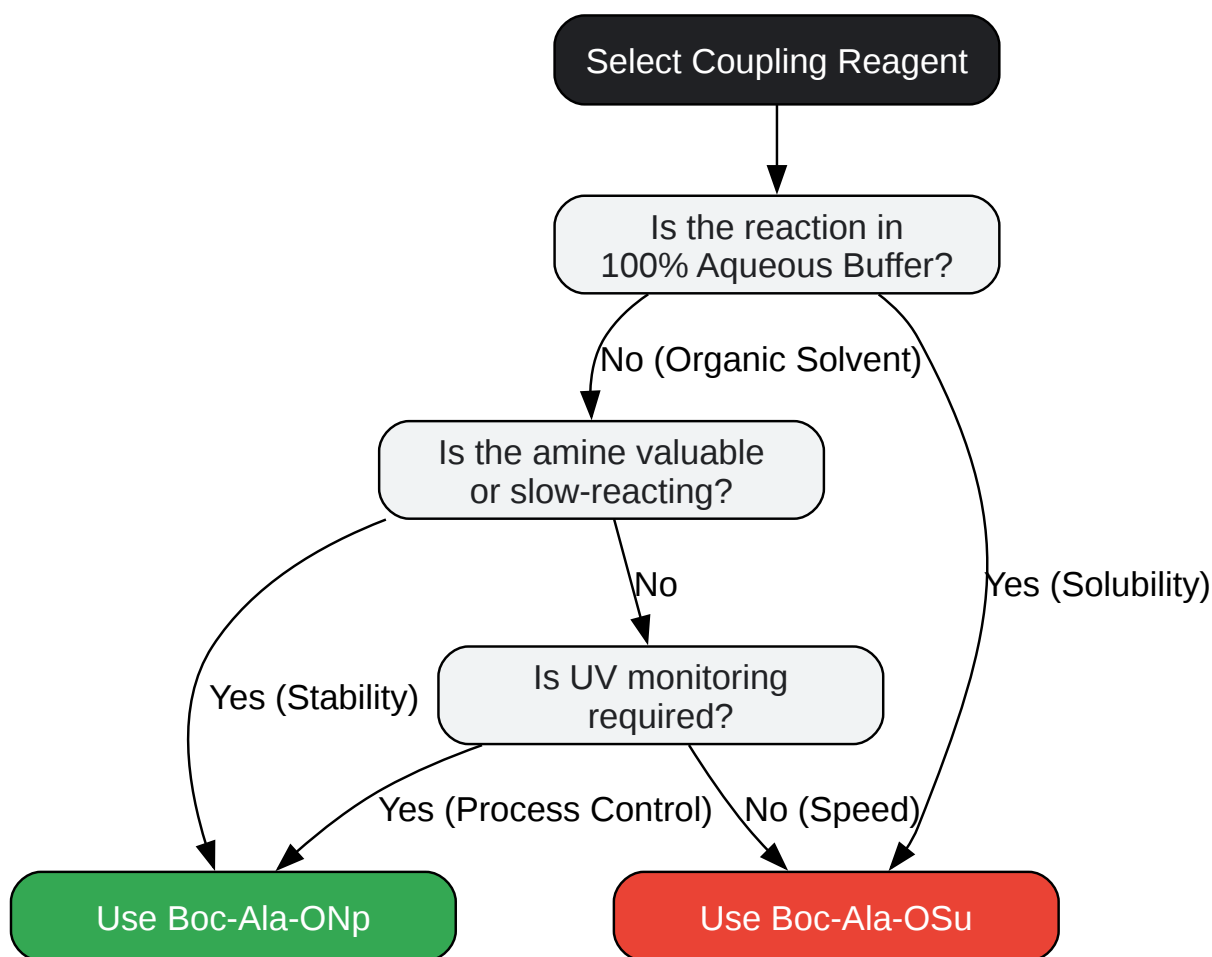 Select Coupling Reagent
Is the reaction in
100% Aqueous Buffer?
No (Organic Solvent)
Is the amine valuable
or slow-reacting?
No
Yes (Solubility)
Is UV monitoring
required?
Yes (Stability)
Yes (Process Control)
No (Speed)
Use Boc-Ala-ONp
Use Boc-Ala-OSu